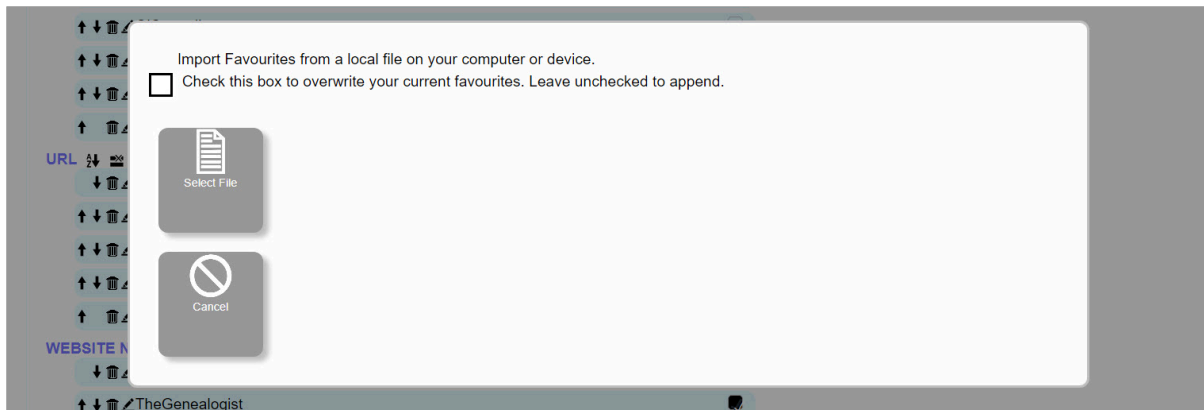 Import Favourites from a local file on your computer or device.
Check this box to overwrite your current favourites. Leave unchecked to append.
Select File
URL
Cancel
WEBSITE N
TheGenealogist